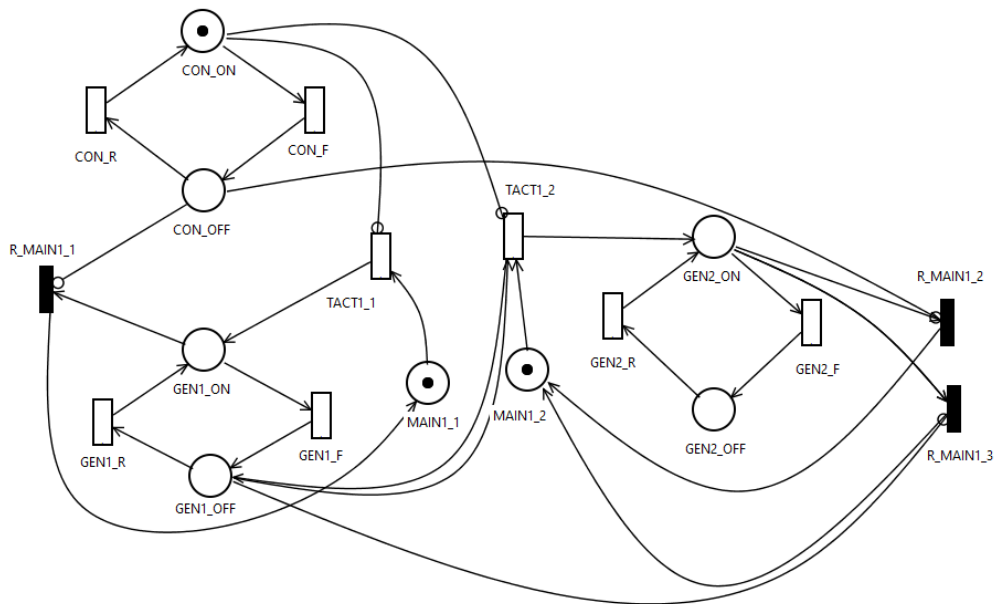 CON_ON
CON_R
CON_F
TACT1_2
CON_OFF
R_MAIN1_1
GEN2_ON
R_MAIN1_2
TACT1_1
GEN2_R
GEN2_F
GEN1_ON
MAIN1_1
MAIN1_2
GEN2_OFF
GEN1_R
GEN1_F
R_MAIN1_3
GEN1_OFF